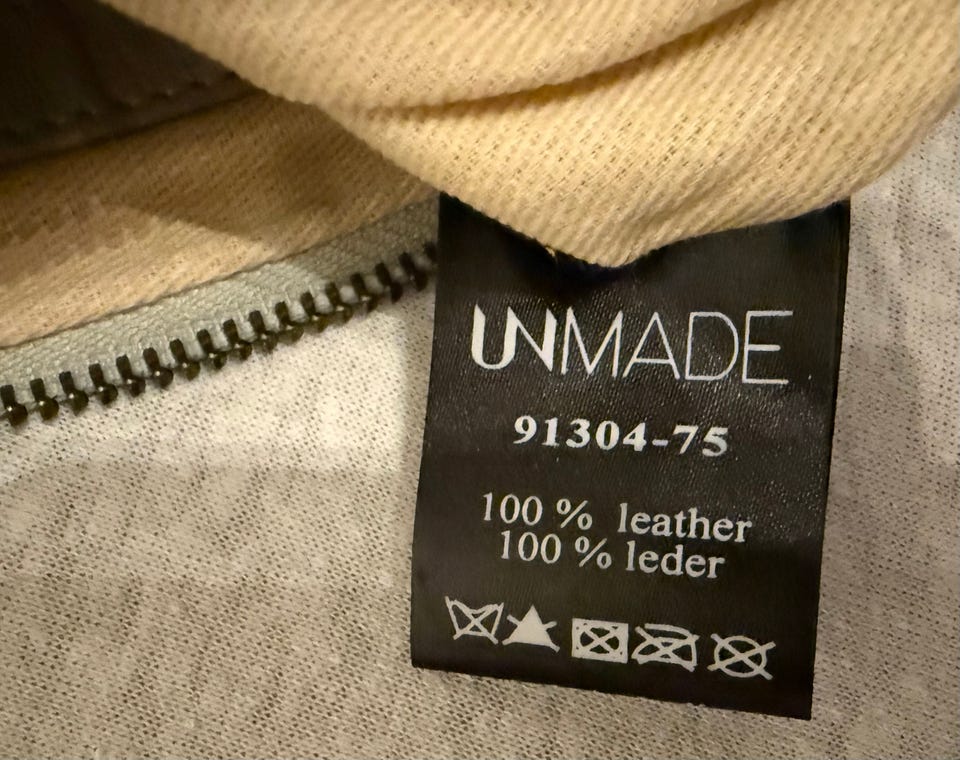 UNMADE
91304-75
100 % leather
100 % leder